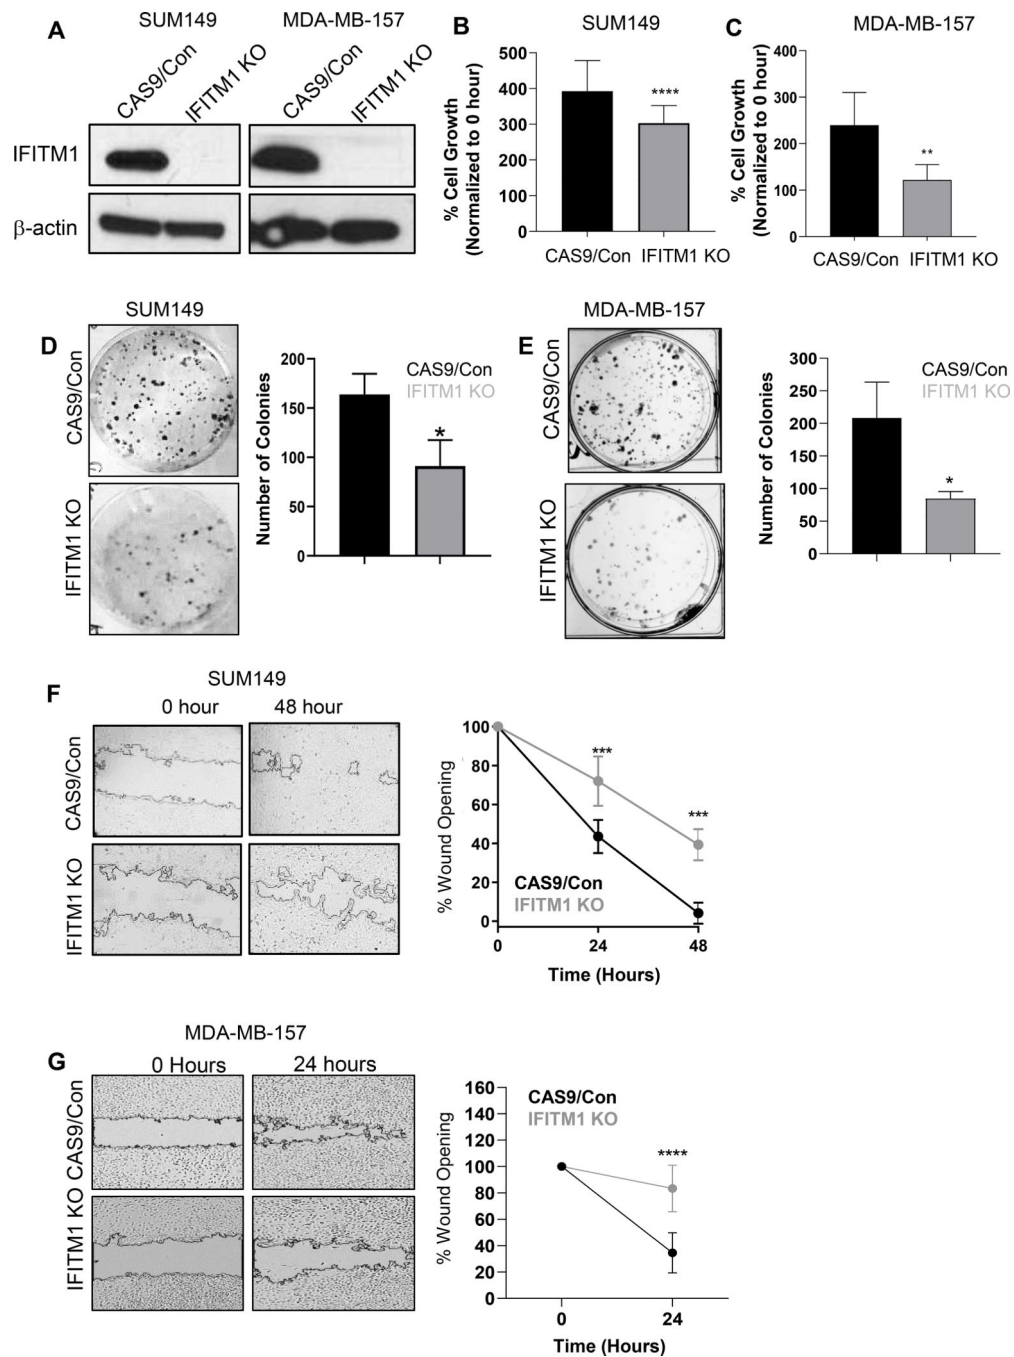 A
SUM149
MDA-MB-157
CAS9/Con
IFITM1 KO
CAS9/Con
IFITM1 KO
IFITM1
β-actin
B
SUM149
% Cell Growth
(Normalized to 0 hour)
500
400
300
200
100
0
****
CAS9/Con
IFITM1 KO
C
MDA-MB-157
% Cell Growth
(Normalized to 0 hour)
400
300
200
100
0
**
CAS9/Con
IFITM1 KO
D
SUM149
CAS9/Con
IFITM1 KO
Number of Colonies
200
150
100
50
0
CAS9/Con
IFITM1 KO
*
E
MDA-MB-157
CAS9/Con
IFITM1 KO
Number of Colonies
300
250
200
150
100
50
0
CAS9/Con
IFITM1 KO
*
F
SUM149
0 hour
48 hour
CAS9/Con
IFITM1 KO
% Wound Opening
100
80
60
40
20
0
***
***
CAS9/Con
IFITM1 KO
0
24
48
Time (Hours)
G
MDA-MB-157
0 Hours
24 hours
CAS9/Con
IFITM1 KO
% Wound Opening
160
140
120
100
80
60
40
20
0
CAS9/Con
IFITM1 KO
****
0
24
Time (Hours)